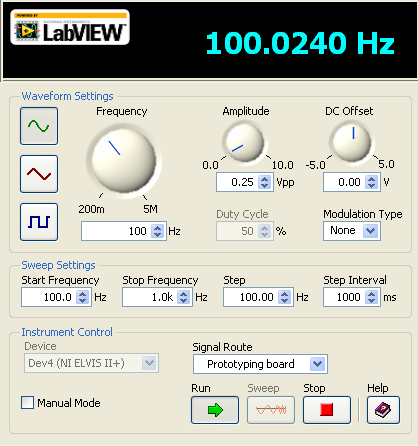 POWERED BY
NATIONAL INSTRUMENTS
LabVIEW™
100.0240 Hz
Waveform Settings
Frequency
Amplitude
DC Offset
200m
5M
0.0
10.0
-5.0
5.0
100 Hz
0.25 Vpp
0.00 V
Duty Cycle
50 %
Modulation Type
None
Sweep Settings
Start Frequency
Stop Frequency
Step
Step Interval
100.0 Hz
1.0k Hz
100.00 Hz
1000 ms
Instrument Control
Device
Signal Route
Dev4 (NI ELVIS II+)
Prototyping board
Manual Mode
Run
Sweep
Stop
Help